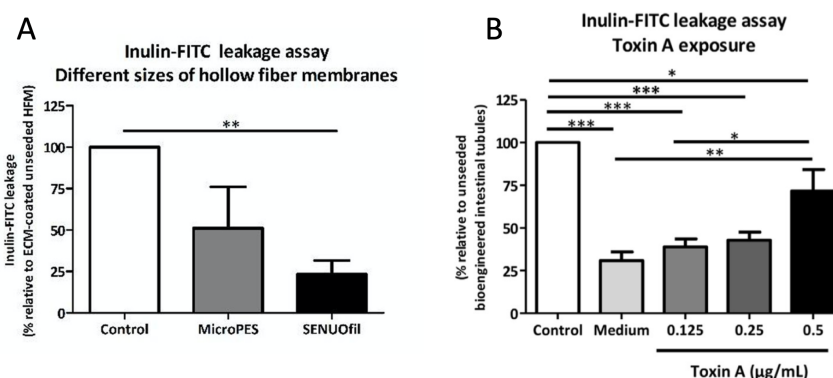 A
Inulin-FITC leakage assay
Different sizes of hollow fiber membranes
Inulin-FITC leakage
(% relative to ECM-coated unseeded HFM)
125
100
75
50
25
0
**
Control
MicroPES
SENUOfil
B
Inulin-FITC leakage assay
Toxin A exposure
(% relative to unseeded
bioengineered intestinal tubules)
125
100
75
50
25
0
*
***
***
***
*
**
Control
Medium
0.125
0.25
0.5
Toxin A (µg/mL)